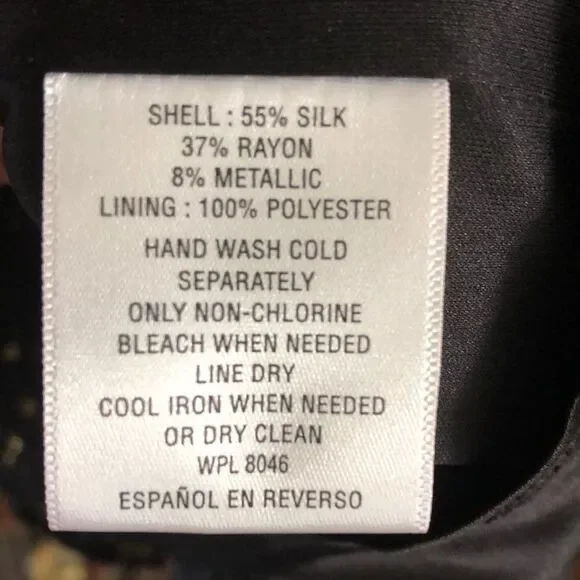 SHELL : 55% SILK
37% RAYON
8% METALLIC
LINING : 100% POLYESTER
HAND WASH COLD
SEPARATELY
ONLY NON-CHLORINE
BLEACH WHEN NEEDED
LINE DRY
COOL IRON WHEN NEEDED
OR DRY CLEAN
WPL 8046
ESPAÑOL EN REVERSO